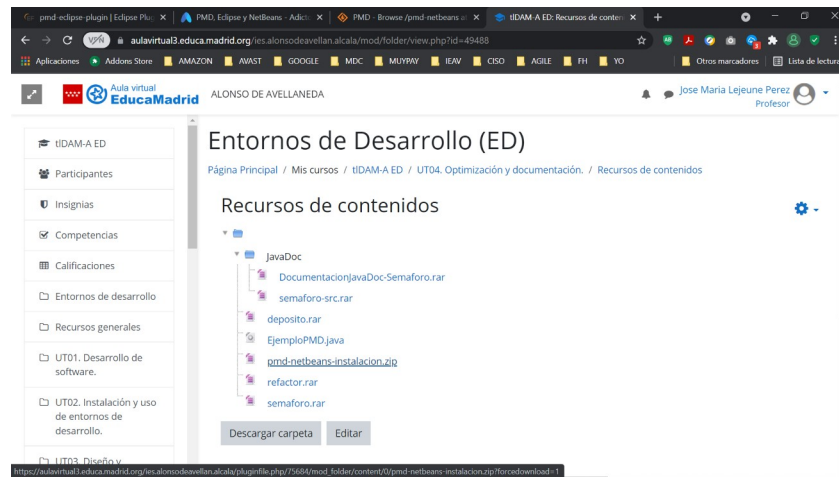 pmd-eclipse-plugin | Eclipse Plug
PMD, Eclipse y NetBeans - Adicto
PMD - Browse /pmd-netbeans at
tIDAM-A ED: Recursos de conteni
VPN
aulavirtual3.educa.madrid.org/ies.alonsodeavellan.alcala/mod/folder/view.php?id=49488
Aplicaciones Addons Store AMAZON AVAST GOOGLE MDC MUYPAY IEAV CISO AGILE FH YO Otros marcadores Lista de lectura
Aula virtual
EducaMadrid
ALONSO DE AVELLANEDA
Jose Maria Lejeune Perez
Profesor
tIDAM-A ED
Participantes
Insignias
Competencias
Calificaciones
Entornos de desarrollo
Recursos generales
UT01. Desarrollo de
software.
UT02. Instalación y uso
de entornos de
desarrollo.
UT03. Diseño y
Entornos de Desarrollo (ED)
Página Principal / Mis cursos / tIDAM-A ED / UT04. Optimización y documentación. / Recursos de contenidos
Recursos de contenidos
JavaDoc
DocumentacionJavaDoc-Semaforo.rar
semaforo-src.rar
deposito.rar
EjemploPMD.java
pmd-netbeans-instalacion.zip
refactor.rar
semaforo.rar
Descargar carpeta Editar
https://aulavirtual3.educa.madrid.org/ies.alonsodeavellan.alcala/pluginfile.php/75684/mod_folder/content/0/pmd-netbeans-instalacion.zip?forcedownload=1